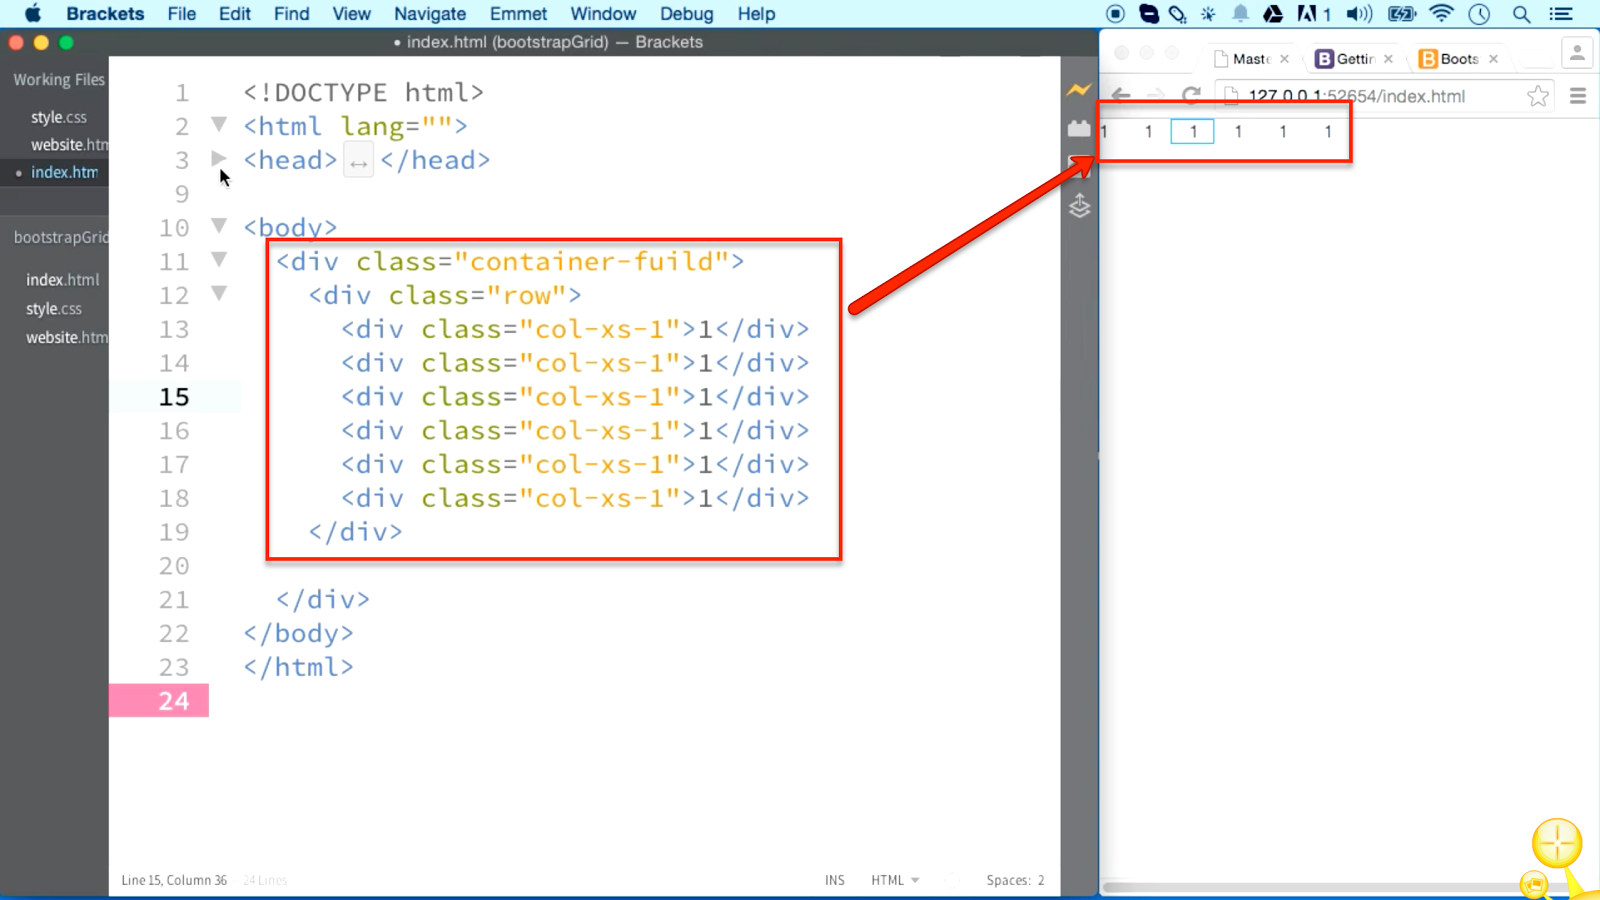 Brackets File Edit Find View Navigate Emmet Window Debug Help 1
• index.html (bootstrapGrid) — Brackets
Working Files
style.css
website.htm
• index.htm
bootstrapGrid
index.html
style.css
website.htm
1 <!DOCTYPE html>
2 <html lang="">
3 <head> ↔ </head>
9
10 <body>
11 <div class="container-fuild">
12 <div class="row">
13 <div class="col-xs-1">1</div>
14 <div class="col-xs-1">1</div>
15 <div class="col-xs-1">1</div>
16 <div class="col-xs-1">1</div>
17 <div class="col-xs-1">1</div>
18 <div class="col-xs-1">1</div>
19 </div>
20
21 </div>
22 </body>
23 </html>
24
Line 15, Column 36 24 Lines
INS HTML Spaces: 2
Maste B Gettin B Boots
127.0.0.1:52654/index.html
1 1 1 1 1 1